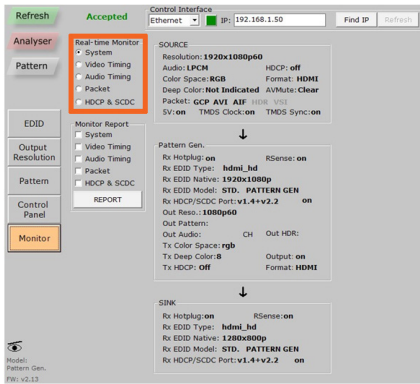 Refresh
Accepted
Control Interface
Ethernet
IP: 192.168.1.50
Find IP
Refresh
Analyser
Pattern
EDID
Output Resolution
Pattern
Control Panel
Monitor
Model:
Pattern Gen.
FW: v2.13
Real-time Monitor
System
Video Timing
Audio Timing
Packet
HDCP & SCDC
Monitor Report
System
Video Timing
Audio Timing
Packet
HDCP & SCDC
REPORT
SOURCE
Resolution: 1920x1080p60
Audio: LPCM HDCP: off
Color Space: RGB Format: HDMI
Deep Color: Not Indicated AVMute: Clear
Packet: GCP AVI AIF HDR VSI
5V: on TMDS Clock: on TMDS Sync: on
Pattern Gen.
Rx Hotplug: on RSense: on
Rx EDID Type: hdmi_hd
Rx EDID Native: 1920x1080p
Rx EDID Model: STD. PATTERN GEN
Rx HDCP/SCDC Port: v1.4+v2.2 on
Out Reso.: 1080p60
Out Pattern:
Out Audio: CH Out HDR:
Tx Color Space: rgb
Tx Deep Color: 8 Output: on
Tx HDCP: Off Format: HDMI
SINK
Rx Hotplug: on RSense: on
Rx EDID Type: hdmi_hd
Rx EDID Native: 1280x800p
Rx EDID Model: STD. PATTERN GEN
Rx HDCP/SCDC Port: v1.4+v2.2 on